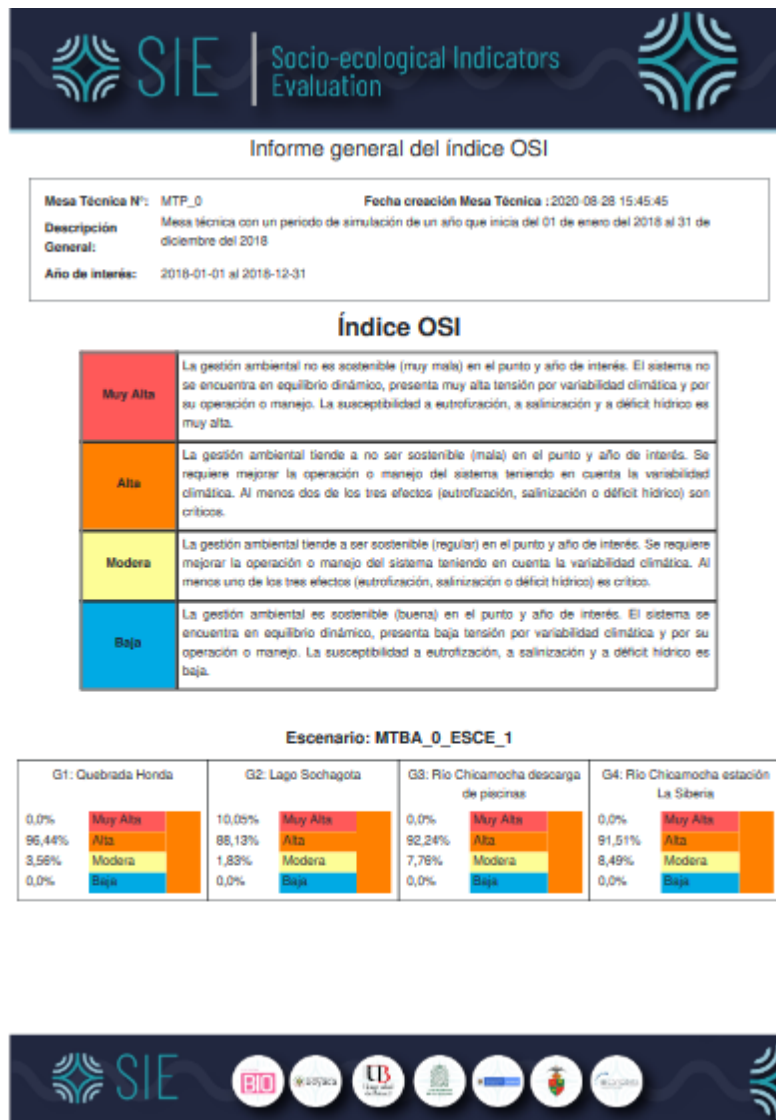 SIE
Socio-ecological Indicators
Evaluation
Informe general del índice OSI
Mesa Técnica N°: MTP_0 Fecha creación Mesa Técnica : 2020-08-28 15:45:45
Descripción General: Mesa técnica con un periodo de simulación de un año que inicia del 01 de enero del 2018 al 31 de
diciembre del 2018
Año de interés: 2018-01-01 al 2018-12-31
Índice OSI
Muy Alta
La gestión ambiental no es sostenible (muy mala) en el punto y año de interés. El sistema no
se encuentra en equilibrio dinámico, presenta muy alta tensión por variabilidad climática y por
su operación o manejo. La susceptibilidad a eutrofización, a salinización y a déficit hídrico es
muy alta.
Alta
La gestión ambiental tiende a no ser sostenible (mala) en el punto y año de interés. Se
requiere mejorar la operación o manejo del sistema teniendo en cuenta la variabilidad
climática. Al menos dos de los tres efectos (eutrofización, salinización o déficit hídrico) son
críticos.
Modera
La gestión ambiental tiende a ser sostenible (regular) en el punto y año de interés. Se requiere
mejorar la operación o manejo del sistema teniendo en cuenta la variabilidad climática. Al
menos uno de los tres efectos (eutrofización, salinización o déficit hídrico) es crítico.
Baja
La gestión ambiental es sostenible (buena) en el punto y año de interés. El sistema se
encuentra en equilibrio dinámico, presenta baja tensión por variabilidad climática y por su
operación o manejo. La susceptibilidad a eutrofización, a salinización y a déficit hídrico es
baja.
Escenario: MTBA_0_ESCE_1
G1: Quebrada Honda
0,0% Muy Alta
96,44% Alta
3,56% Modera
0,0% Baja
G2: Lago Sochagota
10,05% Muy Alta
88,13% Alta
1,83% Modera
0,0% Baja
G3: Río Chicamocha descarga
de piscinas
0,0% Muy Alta
92,24% Alta
7,76% Modera
0,0% Baja
G4: Río Chicamocha estación
La Siberia
0,0% Muy Alta
91,51% Alta
8,49% Modera
0,0% Baja
SIE
BIO
UB